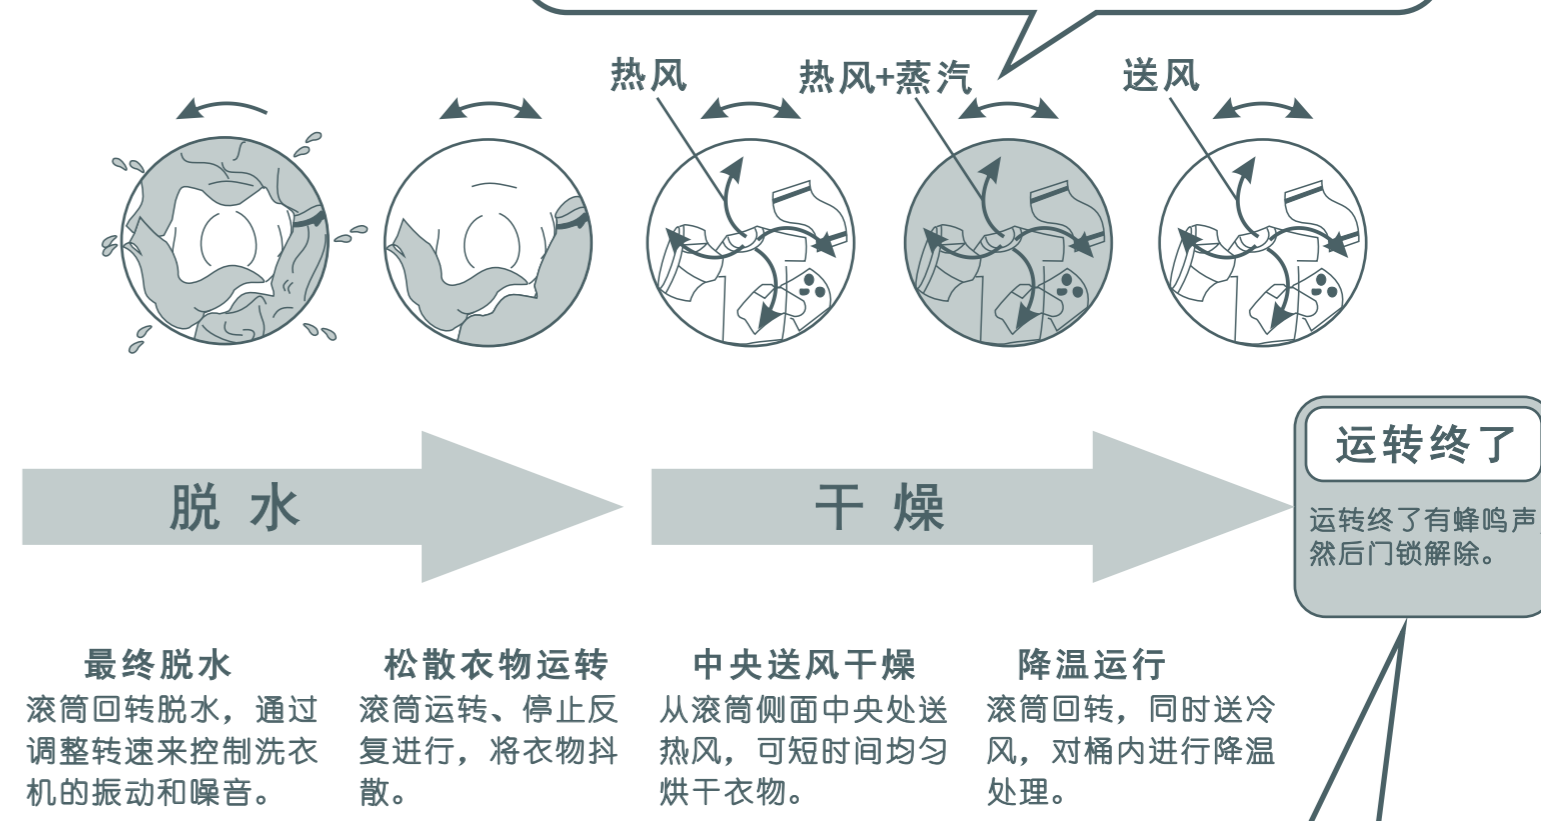 热风
热风+蒸汽
送风
脱水
干燥
运转终了
运转终了有蜂鸣声
然后门锁解除。
最终脱水
滚筒回转脱水，通过
调整转速来控制洗衣
机的振动和噪音。
松散衣物运转
滚筒运转、停止反
复进行，将衣物抖
散。
中央送风干燥
从滚筒侧面中央处送
热风，可短时间均匀
烘干衣物。
降温运行
滚筒回转，同时送冷
风，对桶内进行降温
处理。